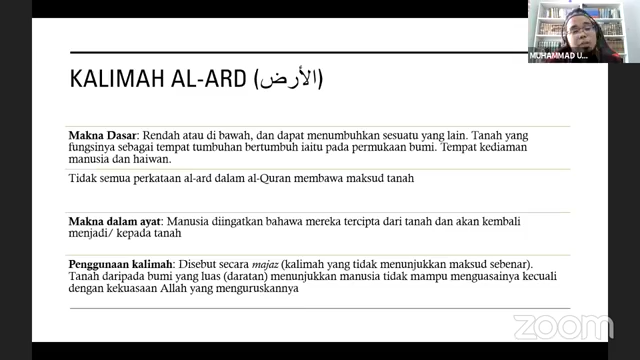 MUHAMMAD U...
KALIMAH AL-ARD (الأرض)
Makna Dasar: Rendah atau di bawah, dan dapat menumbuhkan sesuatu yang lain. Tanah yang
fungsinya sebagai tempat tumbuhan bertumbuh iaitu pada permukaan bumi. Tempat kediaman
manusia dan haiwan.
Tidak semua perkataan al-ard dalam al-Quran membawa maksud tanah
Makna dalam ayat: Manusia diingatkan bahawa mereka tercipta dari tanah dan akan kembali
menjadi/ kepada tanah
Penggunaan kalimah: Disebut secara majaz (kalimah yang tidak menunjukkan maksud sebenar).
Tanah daripada bumi yang luas (daratan) menunjukkan manusia tidak mampu menguasainya kecuali
dengan kekuasaan Allah yang menguruskannya
zoom